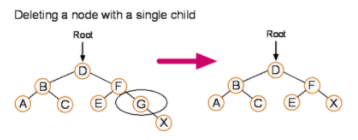 Deleting a node with a single child
Root Root
D D
B F B F
A C E G A C E X
X